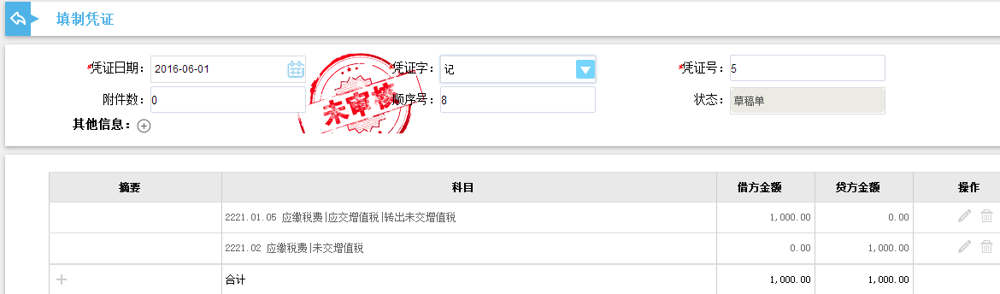 填制凭证
*凭证日期： 2016-06-01 *凭证字： 记 *凭证号： 5
附件数： 0 顺序号： 8 状态： 草稿单
未审核
其他信息：
摘要 科目 借方金额 贷方金额 操作
2221.01.05 应缴税费|应交增值税|转出未交增值税 1,000.00 0.00
2221.02 应缴税费|未交增值税 0.00 1,000.00
合计 1,000.00 1,000.00